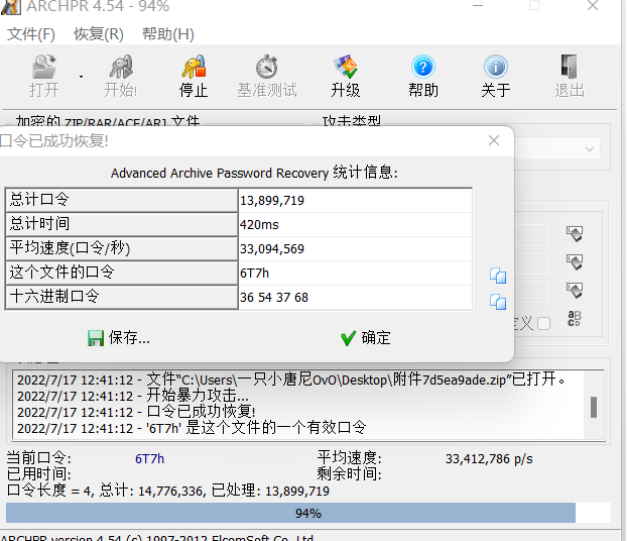 ARCHPR 4.54 - 94%
文件(F) 恢复(R) 帮助(H)
打开 开始! 停止 基准测试 升级 帮助 关于 退出
加密的 ZIP/RAR/ACE/ARJ 文件 攻击类型
口令已成功恢复!
Advanced Archive Password Recovery 统计信息:
总计口令 13,899,719
总计时间 420ms
平均速度(口令/秒) 33,094,569
这个文件的口令 6T7h
十六进制口令 36 54 37 68
保存... 确定
定义
2022/7/17 12:41:12 - 文件"C:\Users\一只小唐尼OvO\Desktop\附件7d5ea9ade.zip"已打开。
2022/7/17 12:41:12 - 开始暴力攻击...
2022/7/17 12:41:12 - 口令已成功恢复!
2022/7/17 12:41:12 - '6T7h' 是这个文件的一个有效口令
当前口令: 6T7h 平均速度: 33,412,786 p/s
已用时间: 剩余时间:
口令长度 = 4, 总计: 14,776,336, 已处理: 13,899,719
94%
ARCHPR version 4.54 (c) 1997-2012 ElcomSoft Co. Ltd.